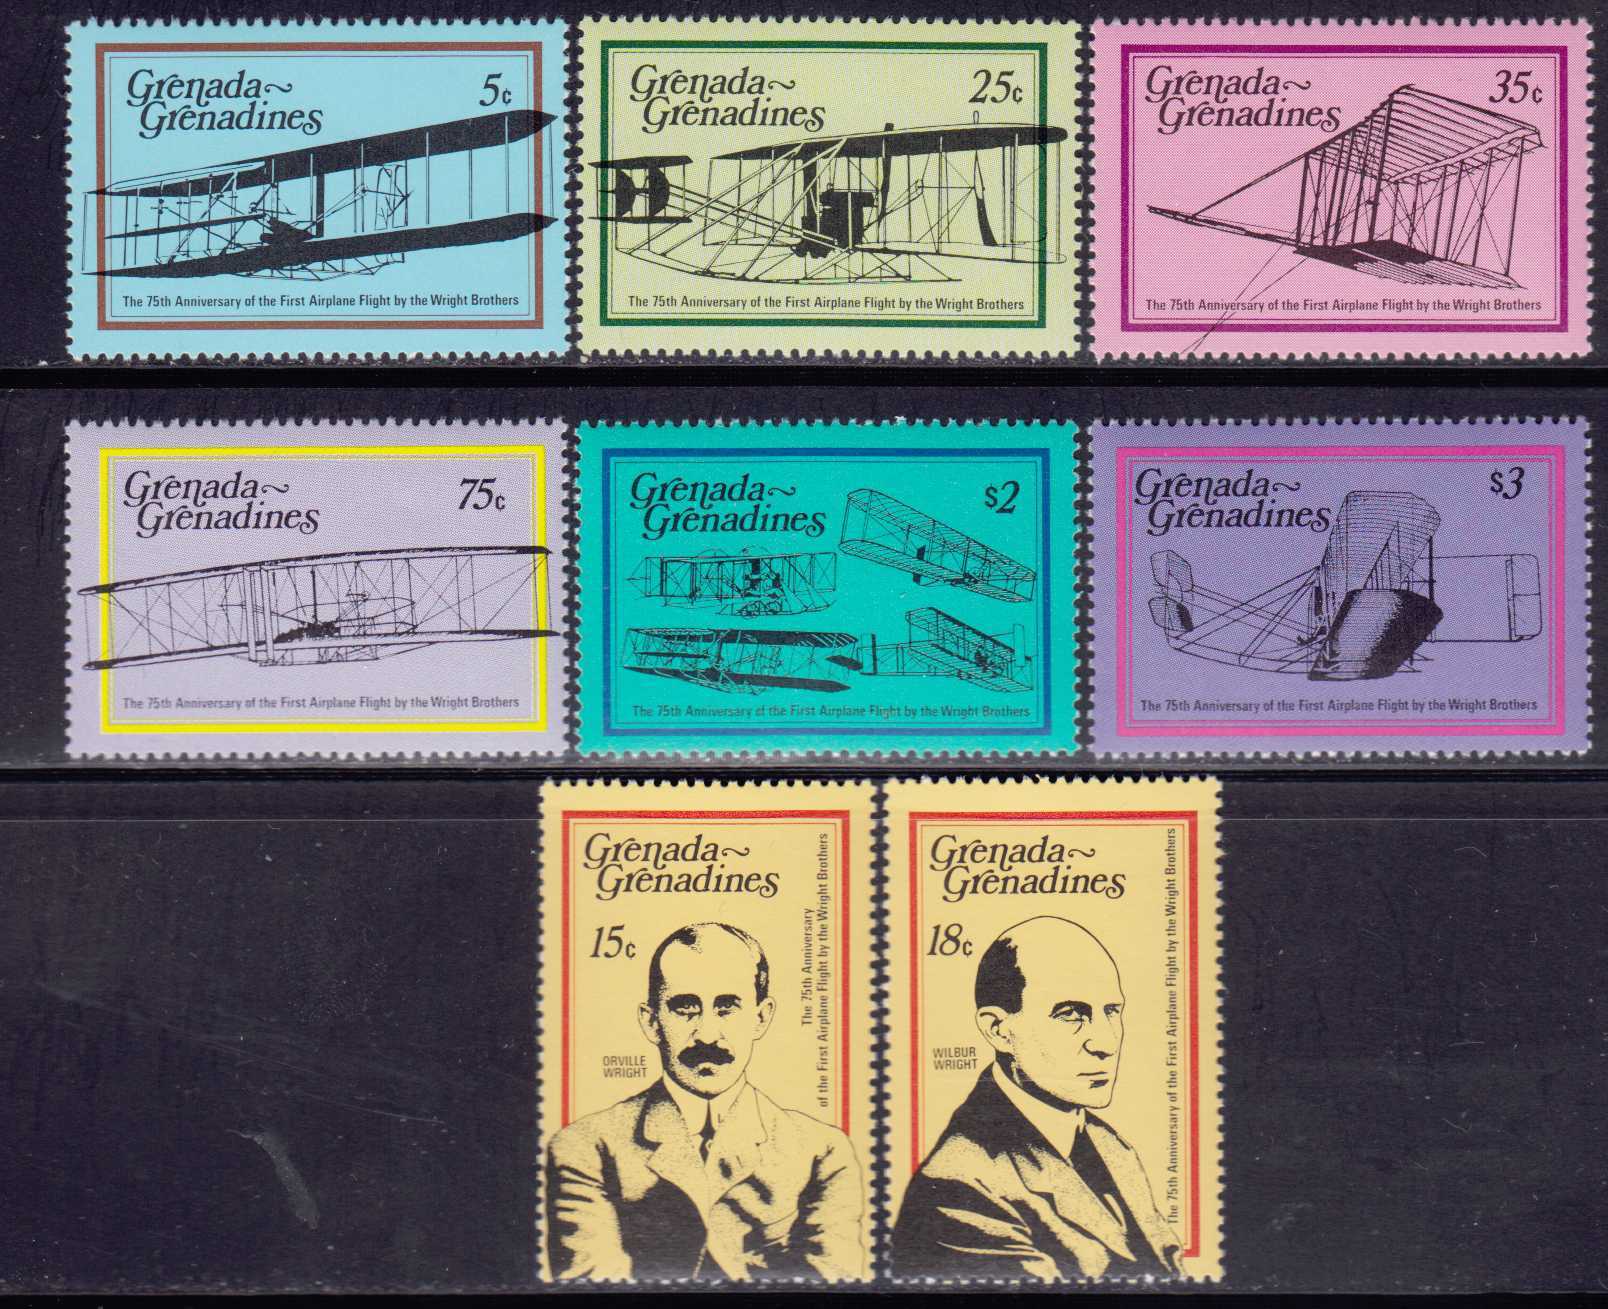 Grenada~
Grenadines
5¢
The 75th Anniversary of the First Airplane Flight by the Wright Brothers
Grenada~
Grenadines
25¢
The 75th Anniversary of the First Airplane Flight by the Wright Brothers
Grenada~
Grenadines
35¢
The 75th Anniversary of the First Airplane Flight by the Wright Brothers
Grenada~
Grenadines
75¢
The 75th Anniversary of the First Airplane Flight by the Wright Brothers
Grenada~
Grenadines
$2
The 75th Anniversary of the First Airplane Flight by the Wright Brothers
Grenada~
Grenadines
$3
The 75th Anniversary of the First Airplane Flight by the Wright Brothers
Grenada~
Grenadines
15¢
ORVILLE
WRIGHT
The 75th Anniversary
of the First Airplane Flight by the Wright Brothers
Grenada~
Grenadines
18¢
WILBUR
WRIGHT
The 75th Anniversary of the First Airplane Flight by the Wright Brothers